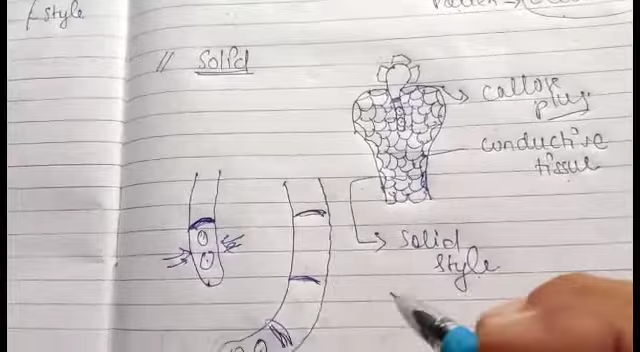 Style
// Solid
callose
plug
conductive
tissue
Solid
style